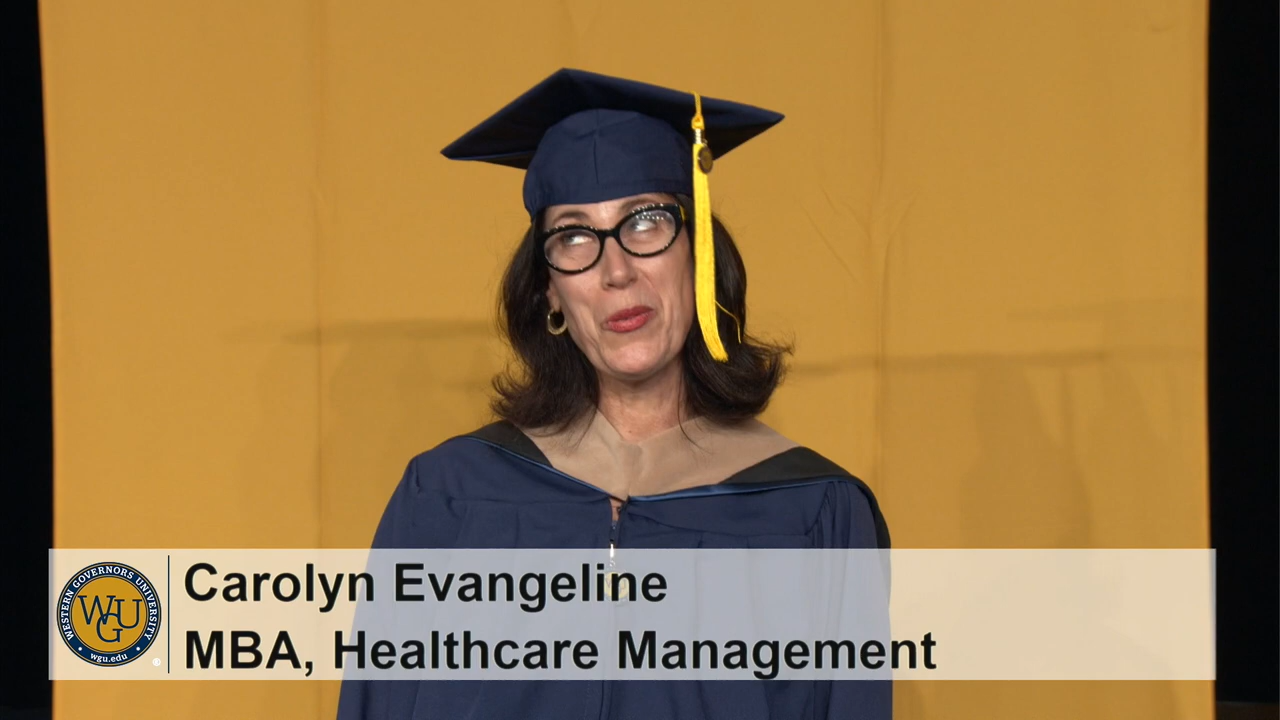 Carolyn Evangeline
MBA, Healthcare Management
WESTERN GOVERNORS UNIVERSITY
WGU
wgu.edu
®